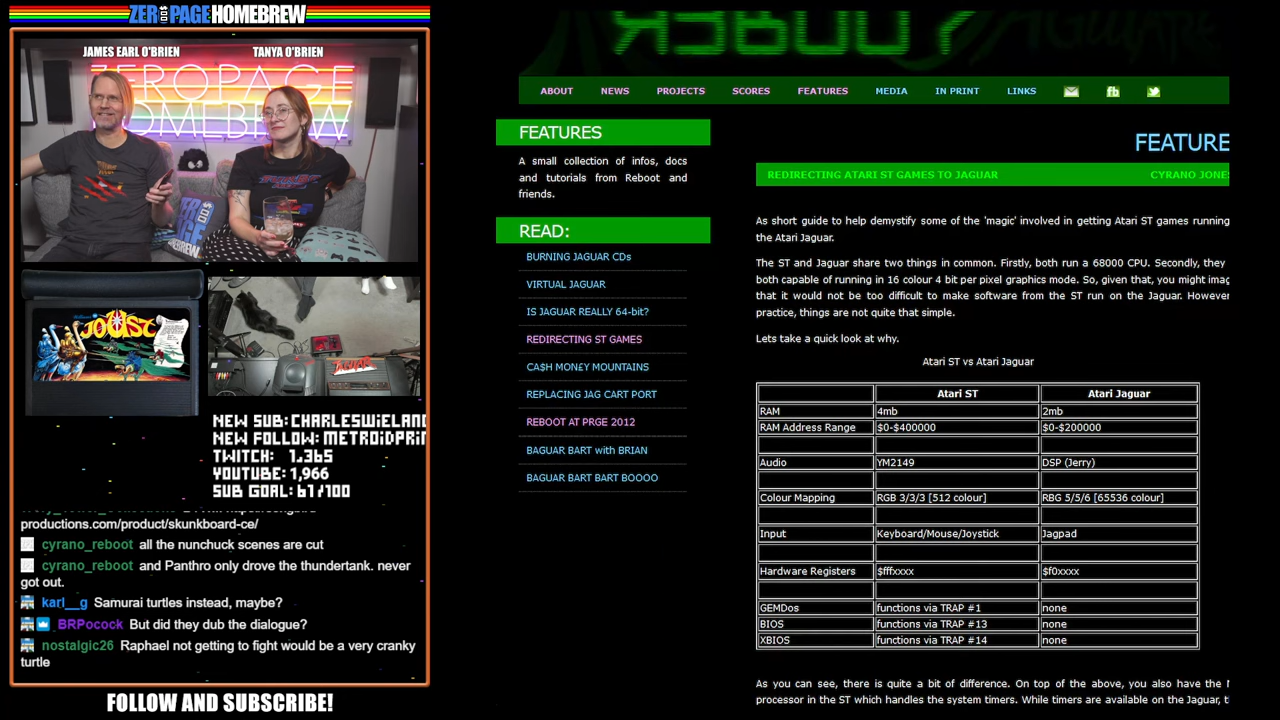 ZEROPAGE HOMEBREW
JAMES EARL O'BRIEN
TANYA O'BRIEN
ZEROPAGE
HOMEBREW
JOUST
JAGUAR
NEW SUB: CHARLESWIELAND
NEW FOLLOW: METROIDPRI
TWITCH: 1,365
YOUTUBE: 1,966
SUB GOAL: 67/100
productions.com/product/skunkboard-ce/
cyrano_reboot all the nunchuck scenes are cut
cyrano_reboot and Panthro only drove the thundertank. never
got out.
karl__g Samurai turtles instead, maybe?
BRPocock But did they dub the dialogue?
nostalgic26 Raphael not getting to fight would be a very cranky
turtle
FOLLOW AND SUBSCRIBE!
ABOUT NEWS PROJECTS SCORES FEATURES MEDIA IN PRINT LINKS
FEATURES
A small collection of infos, docs
and tutorials from Reboot and
friends.
READ:
BURNING JAGUAR CDs
VIRTUAL JAGUAR
IS JAGUAR REALLY 64-bit?
REDIRECTING ST GAMES
CA$H MON£Y MOUNTAINS
REPLACING JAG CART PORT
REBOOT AT PRGE 2012
BAGUAR BART with BRIAN
BAGUAR BART BART BOOOO
FEATURE
REDIRECTING ATARI ST GAMES TO JAGUAR CYRANO JONES
As short guide to help demystify some of the 'magic' involved in getting Atari ST games running
the Atari Jaguar.
The ST and Jaguar share two things in common. Firstly, both run a 68000 CPU. Secondly, they
both capable of running in 16 colour 4 bit per pixel graphics mode. So, given that, you might imag
that it would not be too difficult to make software from the ST run on the Jaguar. However
practice, things are not quite that simple.
Lets take a quick look at why.
Atari ST vs Atari Jaguar
Atari ST Atari Jaguar
RAM 4mb 2mb
RAM Address Range $0-$400000 $0-$200000
Audio YM2149 DSP (Jerry)
Colour Mapping RGB 3/3/3 [512 colour] RBG 5/5/6 [65536 colour]
Input Keyboard/Mouse/Joystick Jagpad
Hardware Registers $fffxxxx $f0xxxx
GEMDos functions via TRAP #1 none
BIOS functions via TRAP #13 none
XBIOS functions via TRAP #14 none
As you can see, there is quite a bit of difference. On top of the above, you also have the
processor in the ST which handles the system timers. While timers are available on the Jaguar,